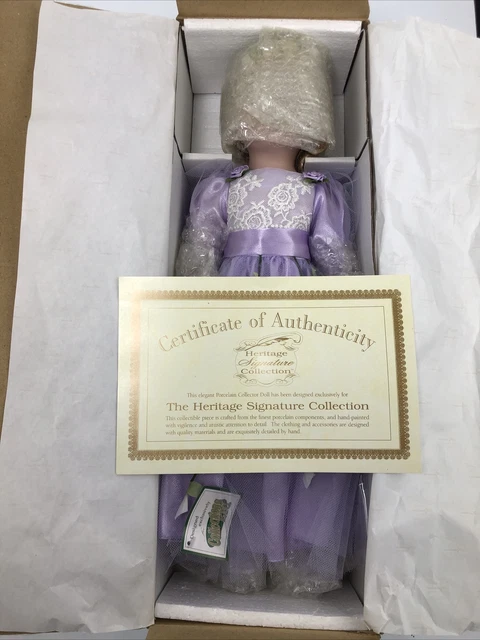 Certificate of Authenticity
Heritage
Signature
Collection
This elegant Porcelain Collector Doll has been designed exclusively for
The Heritage Signature Collection
This collectible piece is crafted from the finest porcelain components, and hand-painted
with vigilance and artistic attention to detail. The clothing and accessories are designed
with quality materials and are exquisitely detailed by hand.